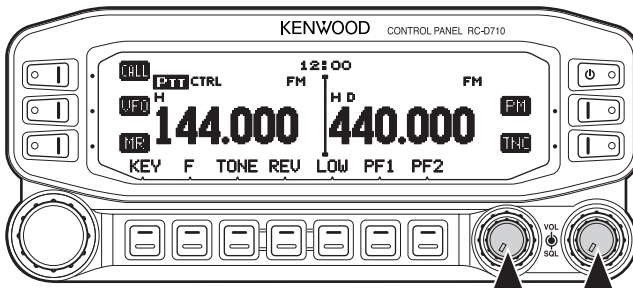 KENWOOD CONTROL PANEL RC-D710
CALL 12:00
PTT CTRL FM FM
VFO H H D PM
144.000 440.000
MR TNC
KEY F TONE REV LOW PF1 PF2
VOL
SQL